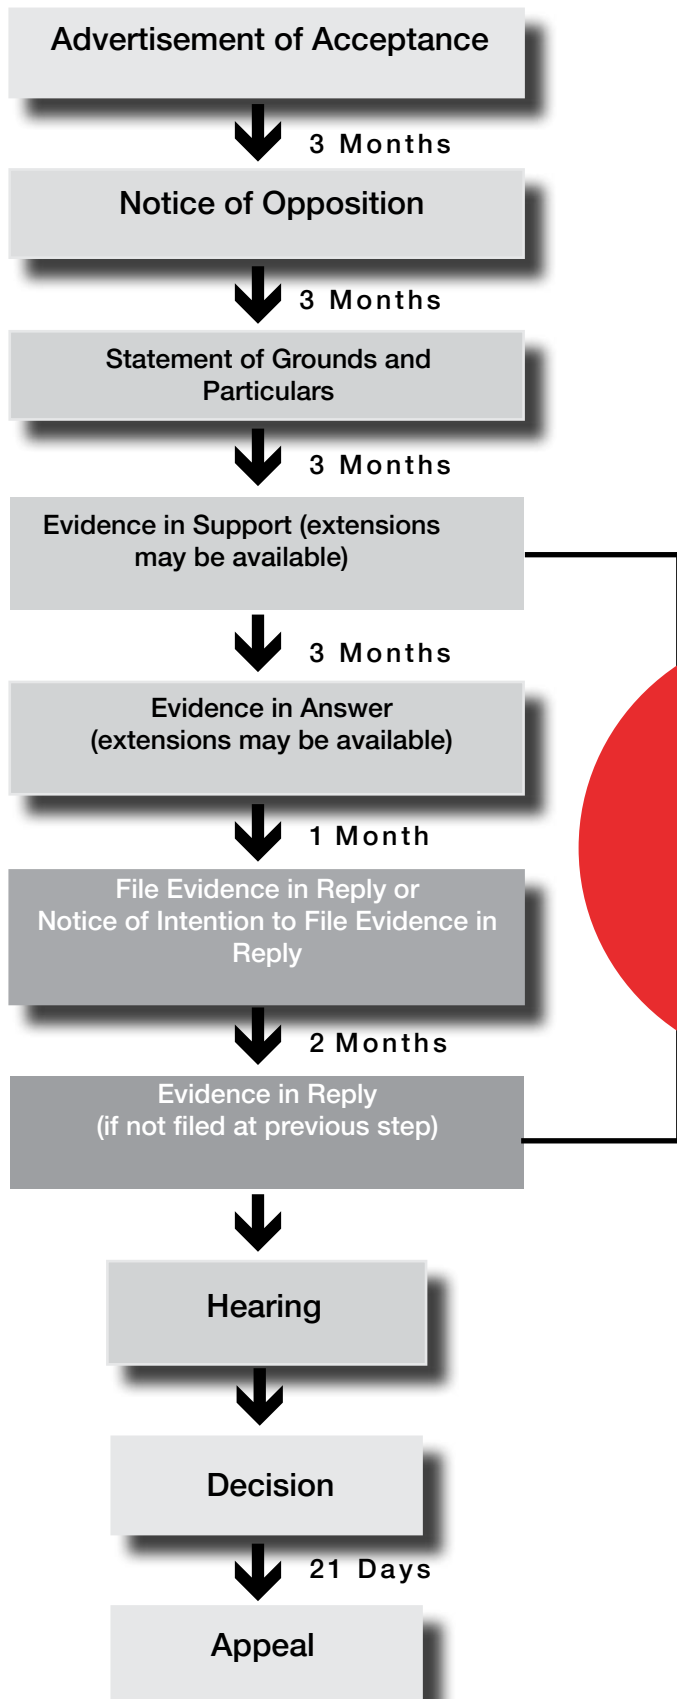 Advertisement of Acceptance
3 Months
Notice of Opposition
3 Months
Statement of Grounds and
Particulars
3 Months
Evidence in Support (extensions
may be available)
3 Months
Evidence in Answer
(extensions may be available)
1 Month
File Evidence in Reply or
Notice of Intention to File Evidence in
Reply
2 Months
Evidence in Reply
(if not filed at previous step)
Hearing
Decision
21 Days
Appeal